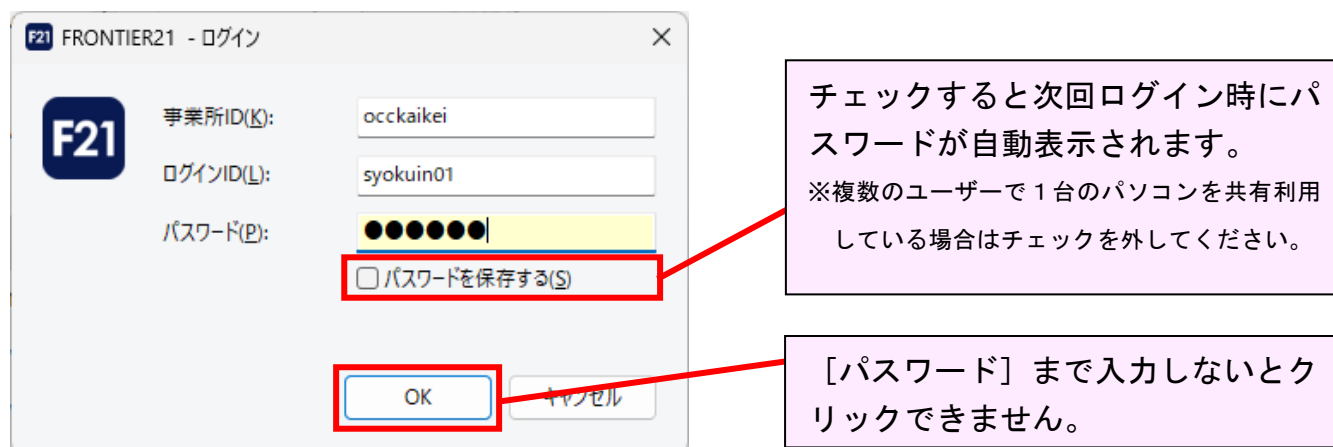 F21 FRONTIER21 - ログイン
F21
事業所ID(K):
occkaikei
ログインID(L):
syokuin01
パスワード(P):
●●●●●●
パスワードを保存する(S)
OK
キャンセル
チェックすると次回ログイン時にパ
スワードが自動表示されます。
※複数のユーザーで１台のパソコンを共有利用
している場合はチェックを外してください。
［パスワード］まで入力しないとク
リックできません。